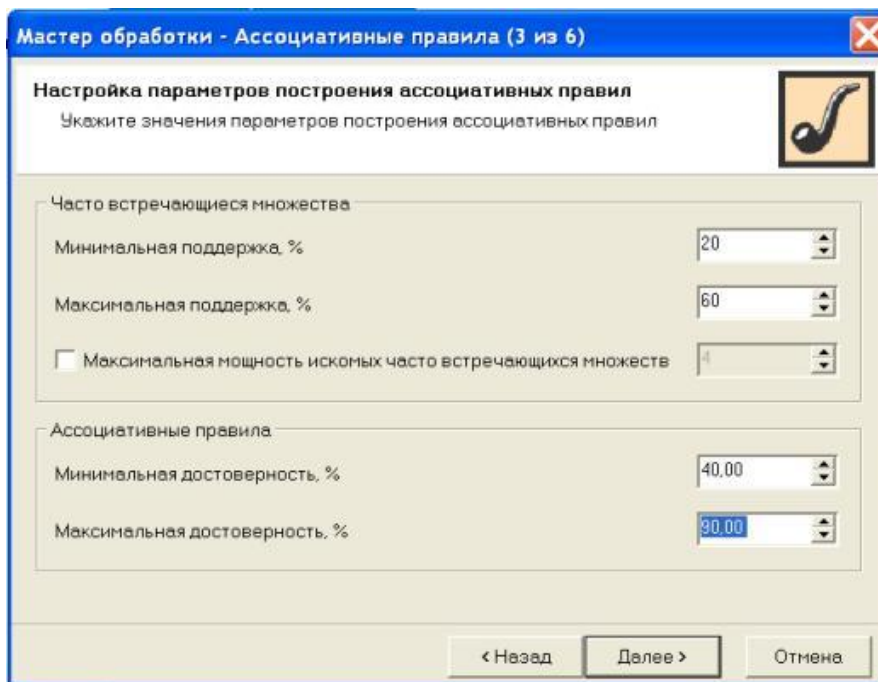 Мастер обработки - Ассоциативные правила (3 из 6)
Настройка параметров построения ассоциативных правил
Укажите значения параметров построения ассоциативных правил
Часто встречающиеся множества
Минимальная поддержка, % 20
Максимальная поддержка, % 60
Максимальная мощность искомых часто встречающихся множеств 4
Ассоциативные правила
Минимальная достоверность, % 40,00
Максимальная достоверность, % 90,00
< Назад Далее > Отмена